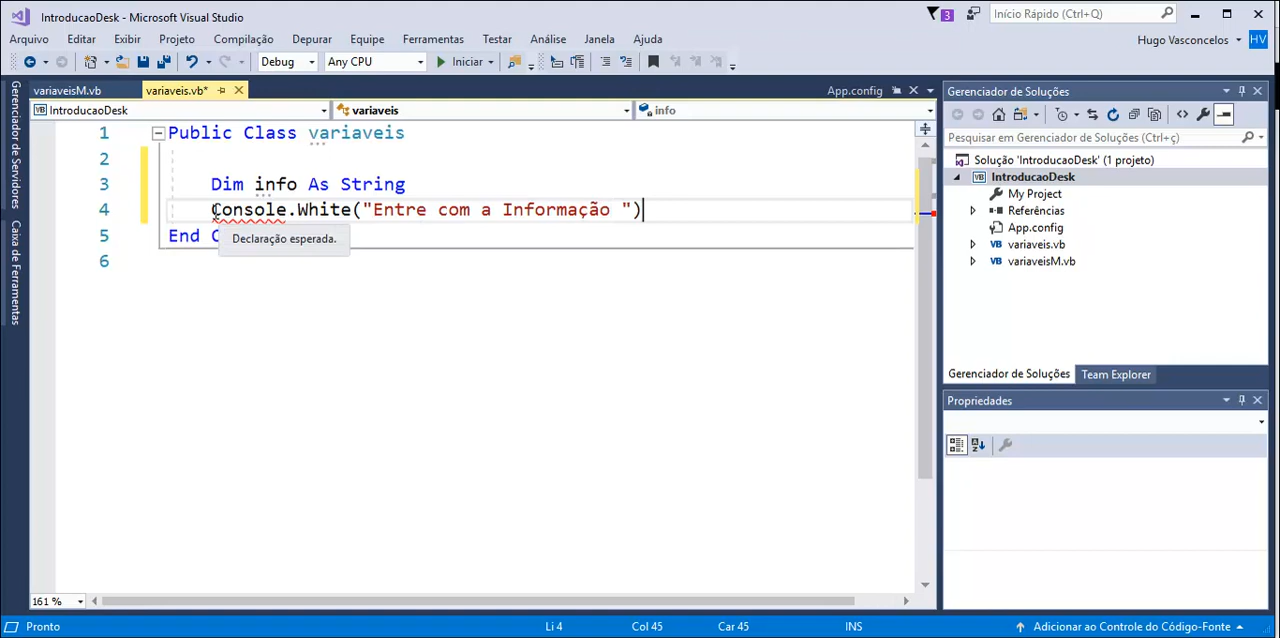 IntroducaoDesk - Microsoft Visual Studio
3
Início Rápido (Ctrl+Q)
Arquivo Editar Exibir Projeto Compilação Depurar Equipe Ferramentas Testar Análise Janela Ajuda
Hugo Vasconcelos HV
Debug Any CPU Iniciar
Gerenciador de Servidores
Caixa de Ferramentas
variaveisM.vb variaveis.vb* App.config
IntroducaoDesk variaveis info
1 Public Class variaveis
2
3 Dim info As String
4 Console.White("Entre com a Informação ")
5 End C
Declaração esperada.
6
161 %
Gerenciador de Soluções
Pesquisar em Gerenciador de Soluções (Ctrl+ç)
Solução 'IntroducaoDesk' (1 projeto)
IntroducaoDesk
My Project
Referências
App.config
variaveis.vb
variaveisM.vb
Gerenciador de Soluções Team Explorer
Propriedades
Pronto Li 4 Col 45 Car 45 INS Adicionar ao Controle do Código-Fonte